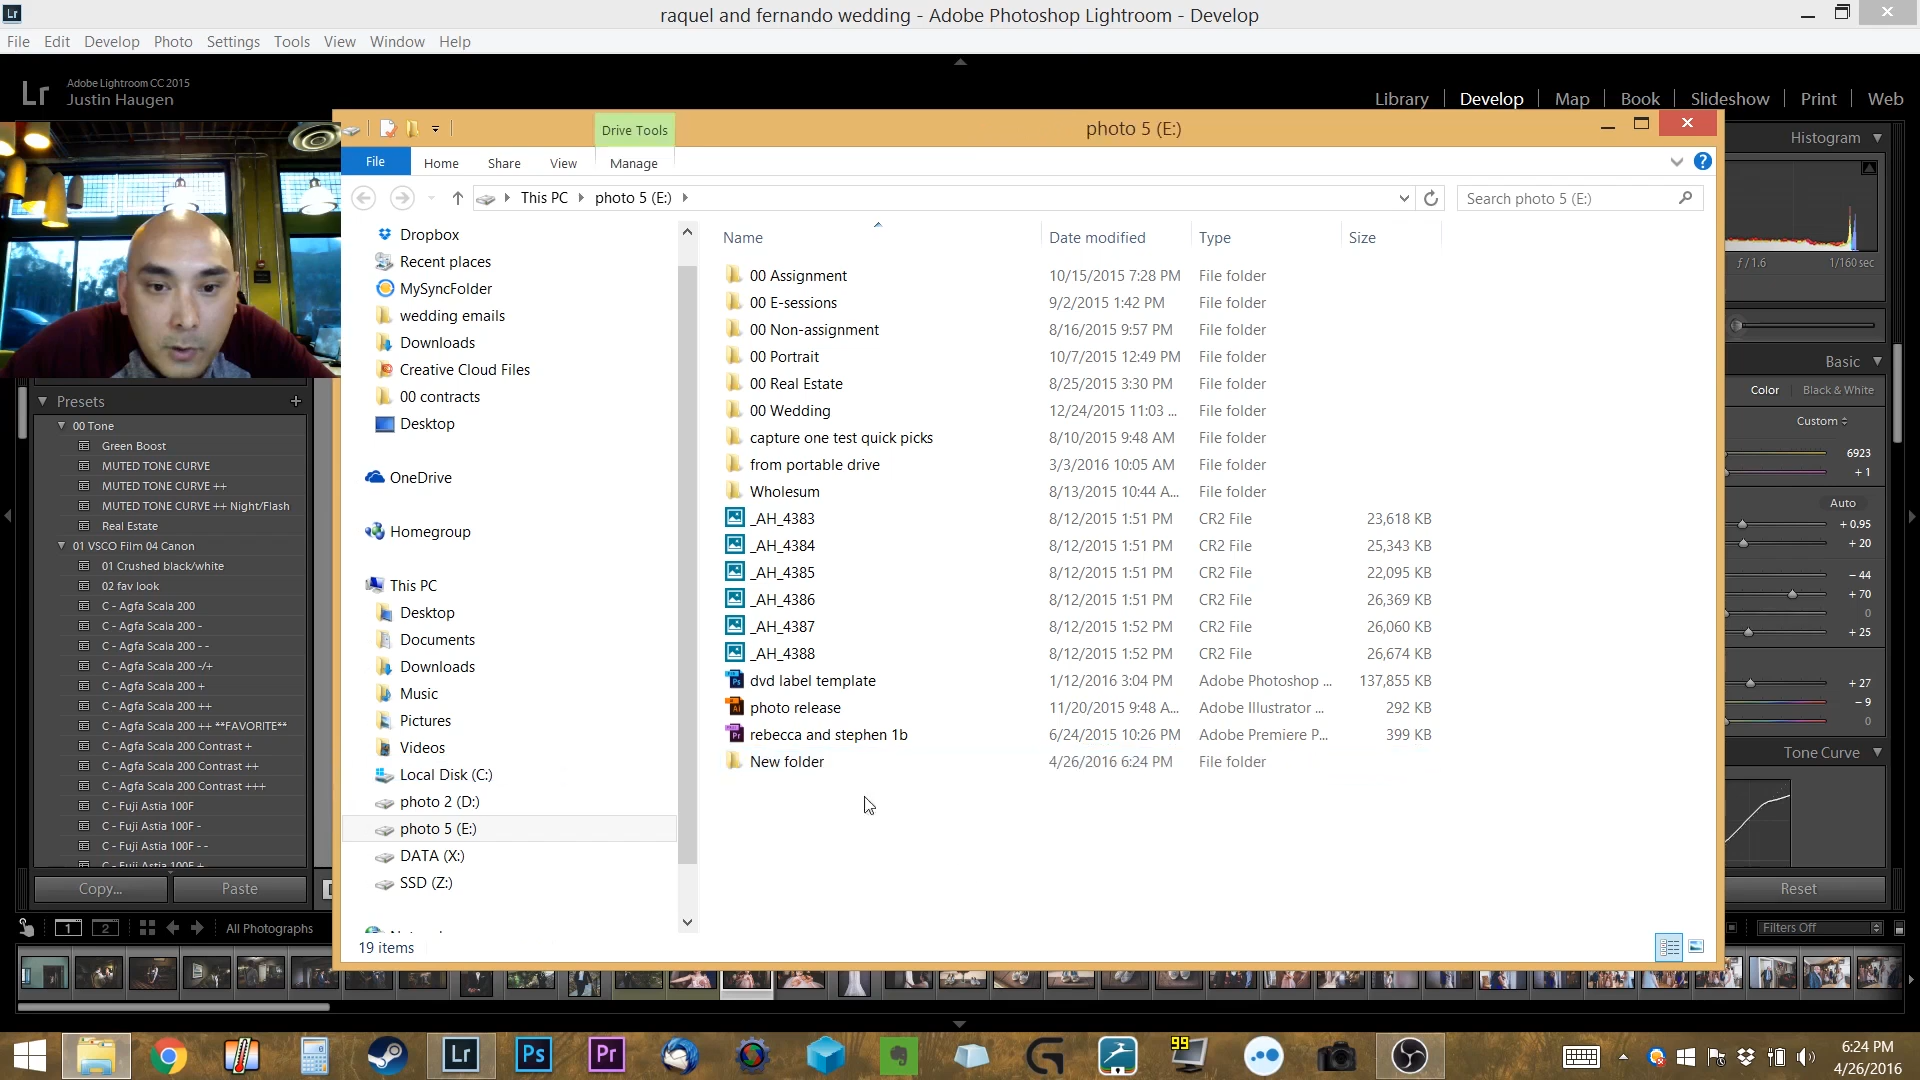 raquel and fernando wedding - Adobe Photoshop Lightroom - Develop
File Edit Develop Photo Settings Tools View Window Help
Lr Adobe Lightroom CC 2015
Justin Haugen
Library Develop Map Book Slideshow Print Web
Drive Tools
photo 5 (E:)
File Home Share View Manage
This PC photo 5 (E:)
Search photo 5 (E:)
Dropbox
Recent places
MySyncFolder
wedding emails
Downloads
Creative Cloud Files
00 contracts
Desktop
OneDrive
Homegroup
This PC
Desktop
Documents
Downloads
Music
Pictures
Videos
Local Disk (C:)
photo 2 (D:)
photo 5 (E:)
DATA (X:)
SSD (Z:)
19 items
Name Date modified Type Size
00 Assignment 10/15/2015 7:28 PM File folder
00 E-sessions 9/2/2015 1:42 PM File folder
00 Non-assignment 8/16/2015 9:57 PM File folder
00 Portrait 10/7/2015 12:49 PM File folder
00 Real Estate 8/25/2015 3:30 PM File folder
00 Wedding 12/24/2015 11:03 ... File folder
capture one test quick picks 8/10/2015 9:48 AM File folder
from portable drive 3/3/2016 10:05 AM File folder
Wholesum 8/13/2015 10:44 A... File folder
_AH_4383 8/12/2015 1:51 PM CR2 File 23,618 KB
_AH_4384 8/12/2015 1:51 PM CR2 File 25,343 KB
_AH_4385 8/12/2015 1:51 PM CR2 File 22,095 KB
_AH_4386 8/12/2015 1:51 PM CR2 File 26,369 KB
_AH_4387 8/12/2015 1:52 PM CR2 File 26,060 KB
_AH_4388 8/12/2015 1:52 PM CR2 File 26,674 KB
dvd label template 1/12/2016 3:04 PM Adobe Photoshop ... 137,855 KB
photo release 11/20/2015 9:48 A... Adobe Illustrator ... 292 KB
rebecca and stephen 1b 6/24/2015 10:26 PM Adobe Premiere P... 399 KB
New folder 4/26/2016 6:24 PM File folder
Presets +
00 Tone
Green Boost
MUTED TONE CURVE
MUTED TONE CURVE ++
MUTED TONE CURVE ++ Night/Flash
Real Estate
01 VSCO Film 04 Canon
01 Crushed black/white
02 fav look
C - Agfa Scala 200
C - Agfa Scala 200 -
C - Agfa Scala 200 - -
C - Agfa Scala 200 -/+
C - Agfa Scala 200 +
C - Agfa Scala 200 ++
C - Agfa Scala 200 ++ **FAVORITE**
C - Agfa Scala 200 Contrast +
C - Agfa Scala 200 Contrast ++
C - Agfa Scala 200 Contrast +++
C - Fuji Astia 100F
C - Fuji Astia 100F -
C - Fuji Astia 100F - -
C - Fuji Astia 100F +
Copy... Paste
Histogram
ƒ / 1.6 1/160 sec
Basic
Color Black & White
Custom
6923
+ 1
Auto
+ 0.95
+ 20
– 44
+ 70
0
+ 25
+ 27
– 9
0
Tone Curve
Reset
1 2 All Photographs
Filters Off
Lr Ps Pr 99
6:24 PM
4/26/2016